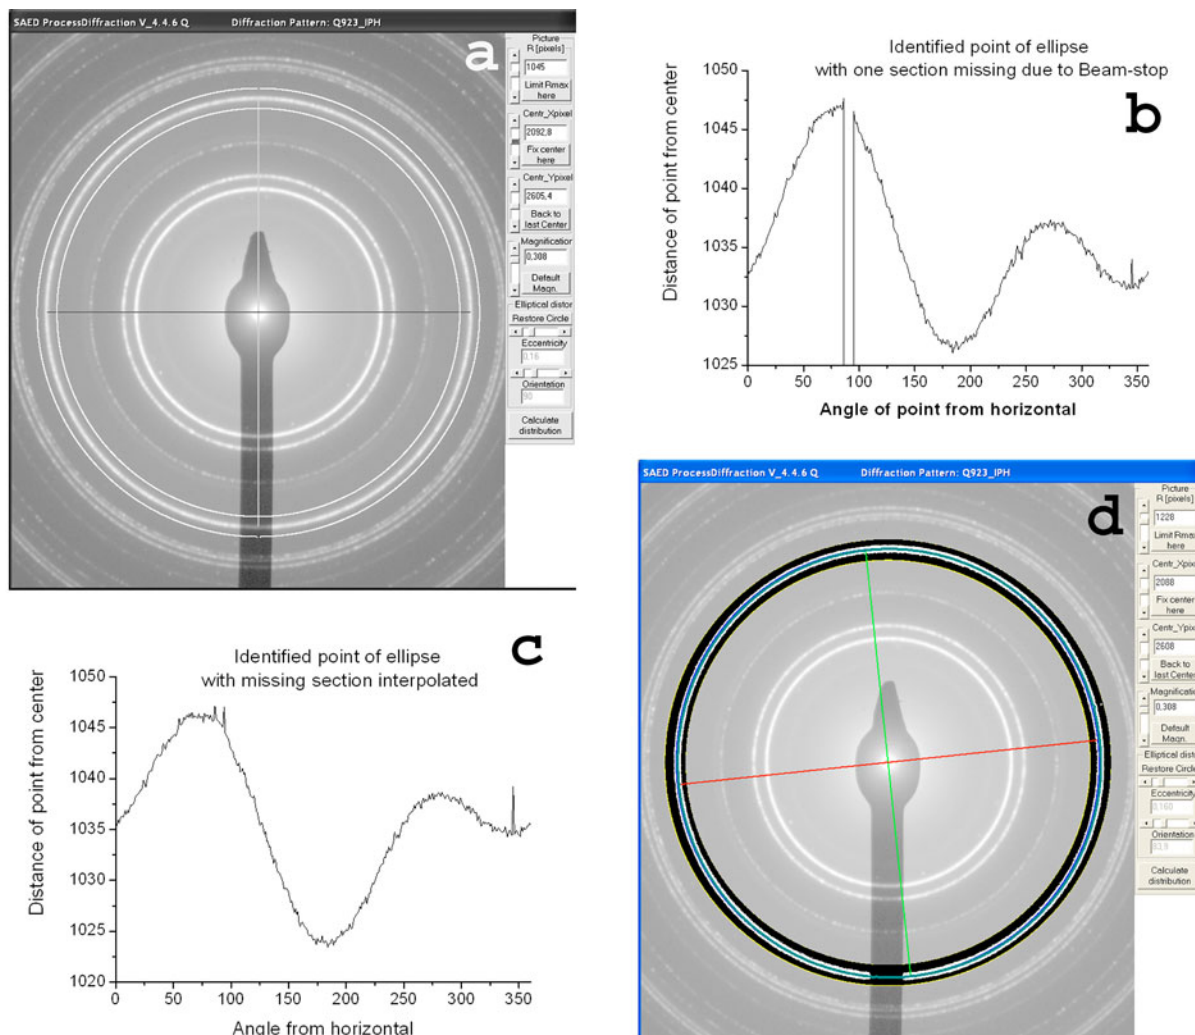 SAED ProcessDiffraction V_4.4.6 Q Diffraction Pattern: Q923_IPH
a
Picture
R [pixels]
1045
Limit Rmax
here
Centr_Xpixel
2092,8
Fix center
here
Centr_Ypixel
2605,4
Back to
last Center
Magnification
0,308
Default
Magn.
Elliptical distor
Restore Circle
Eccentricity
0,16
Orientation
90
Calculate
distribution
Identified point of ellipse
with one section missing due to Beam-stop
b
Distance of point from center
1050
1045
1040
1035
1030
1025
0 50 100 150 200 250 300 350
Angle of point from horizontal
Identified point of ellipse
with missing section interpolated
c
Distance of point from center
1050
1045
1040
1035
1030
1025
1020
0 50 100 150 200 250 300 350
Angle from horizontal
SAED ProcessDiffraction V_4.4.6 Q Diffraction Pattern: Q923_IPH
d
Picture
R [pixels]
1228
Limit Rmax
here
Centr_Xpixe
2088
Fix center
here
Centr_Ypixe
2608
Back to
last Center
Magnificatio
0,308
Default
Magn.
Elliptical disto
Restore Circle
Eccentricity
0,160
Orientation
83,9
Calculate
distribution